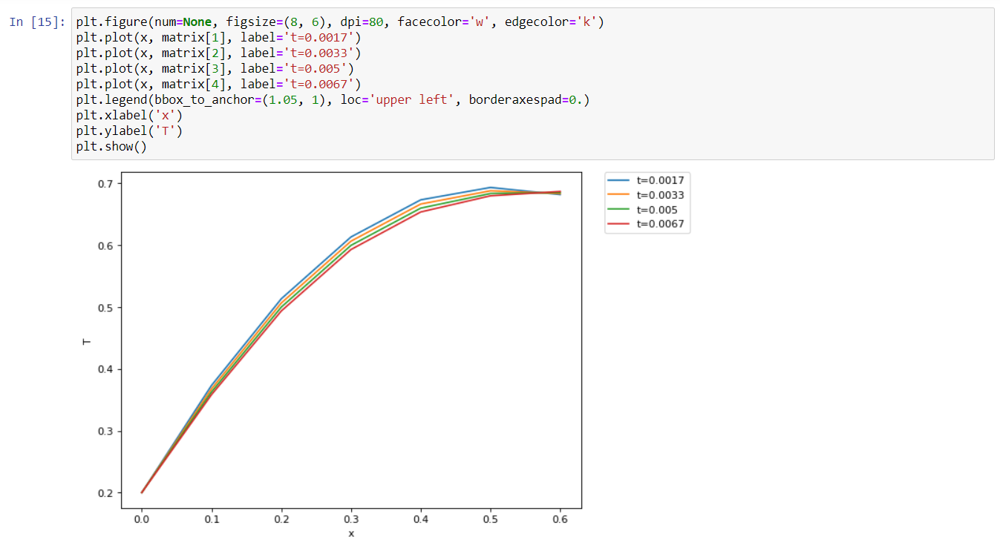 In [15]: plt.figure(num=None, figsize=(8, 6), dpi=80, facecolor='w', edgecolor='k')
plt.plot(x, matrix[1], label='t=0.0017')
plt.plot(x, matrix[2], label='t=0.0033')
plt.plot(x, matrix[3], label='t=0.005')
plt.plot(x, matrix[4], label='t=0.0067')
plt.legend(bbox_to_anchor=(1.05, 1), loc='upper left', borderaxespad=0.)
plt.xlabel('x')
plt.ylabel('T')
plt.show()
0.7
0.6
0.5
0.4
0.3
0.2
T
0.0 0.1 0.2 0.3 0.4 0.5 0.6
x
t=0.0017
t=0.0033
t=0.005
t=0.0067